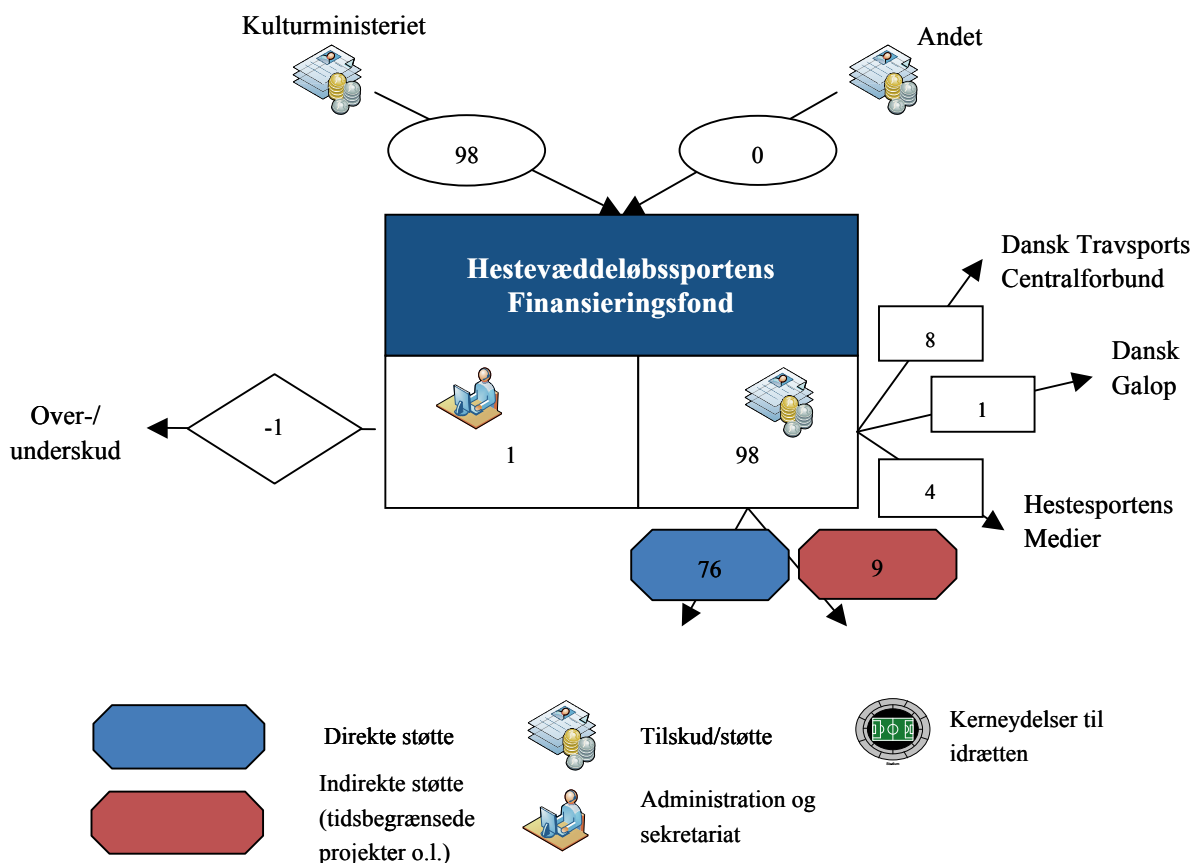 Kulturministeriet
Andet
98
0
Hestevæddeløbssportens
Finansieringsfond
Dansk Travsports
Centralforbund
8
Dansk
Galop
1
Over-/
underskud
-1
1
98
4
Hestesportens
Medier
76
9
Direkte støtte
Tilskud/støtte
Kerneydelser til
idrætten
Indirekte støtte
(tidsbegrænsede
projekter o.l.)
Administration og
sekretariat